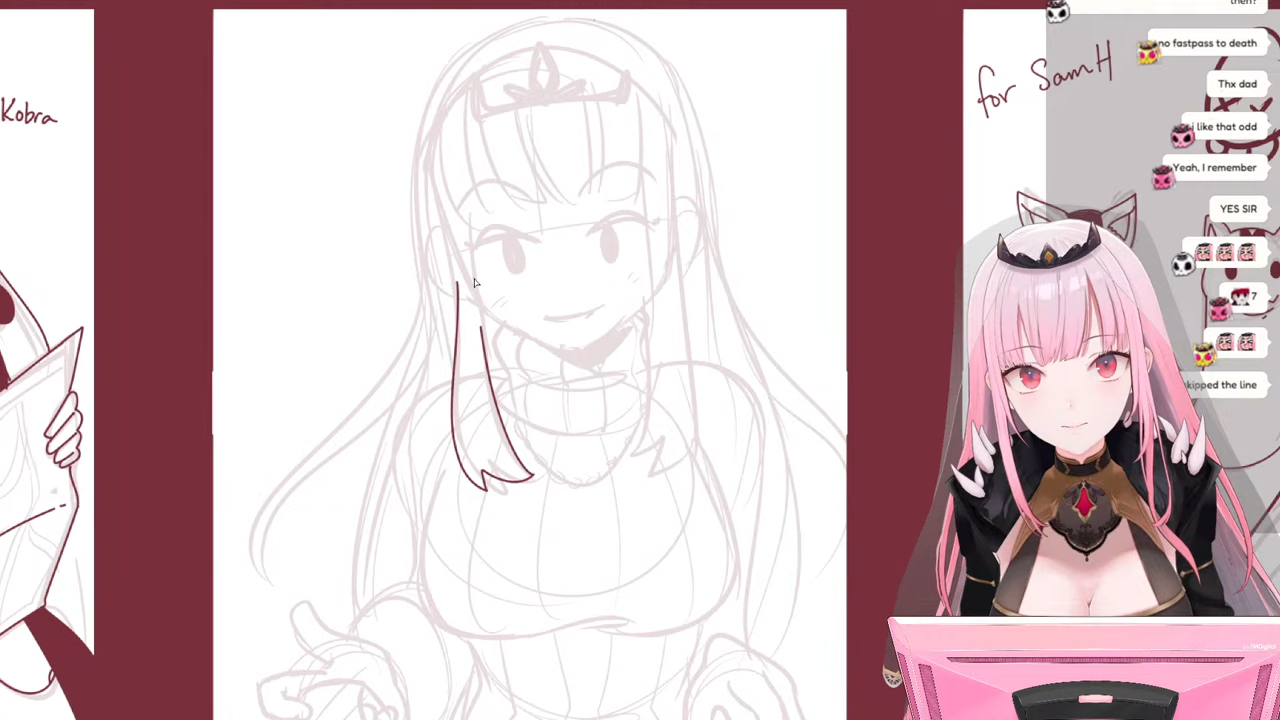 Kobra
for SamH
then?
no fastpass to death
Thx dad
i like that odd
Yeah, I remember
YES SIR
7
kipped the line